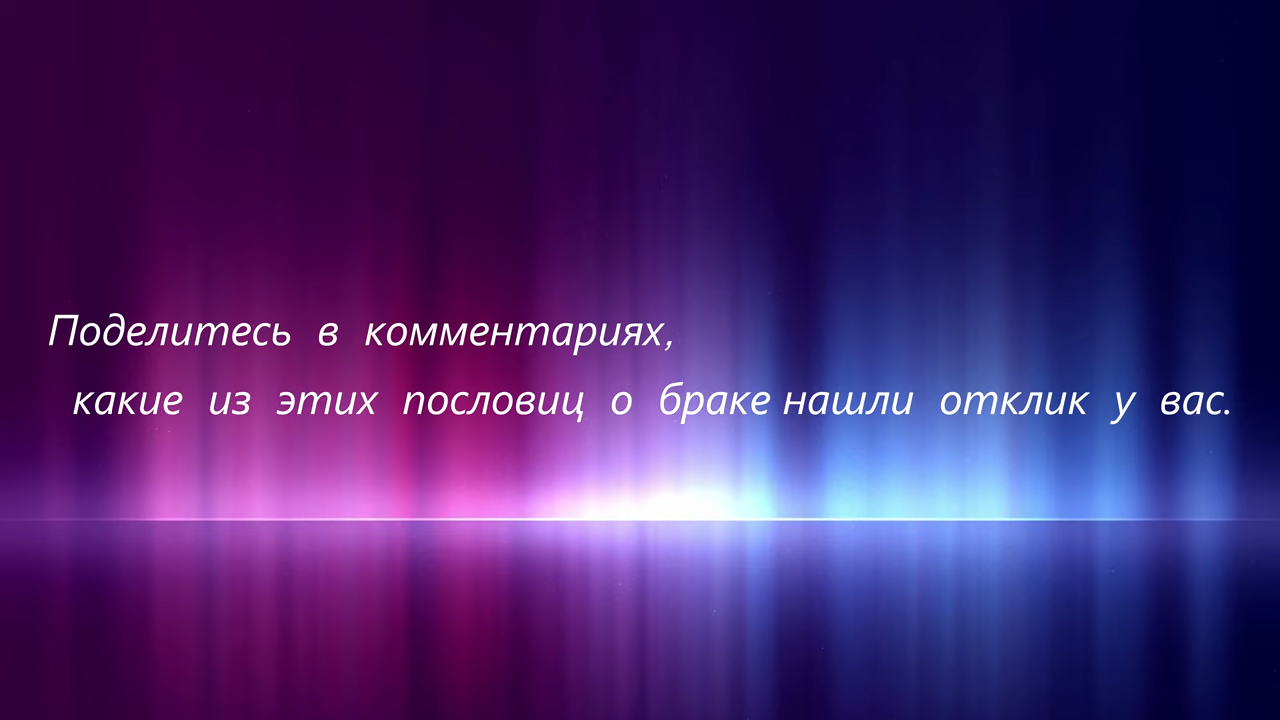 Поделитесь в комментариях,
какие из этих пословиц о браке нашли отклик у вас.